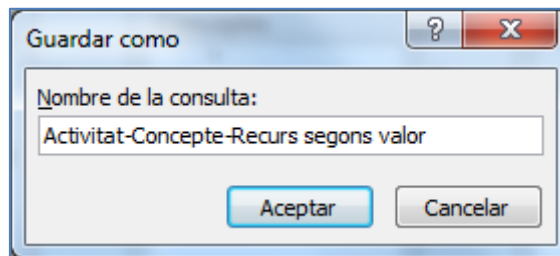 Guardar como
Nombre de la consulta:
Activitat-Concepte-Recurs segons valor
Aceptar Cancelar